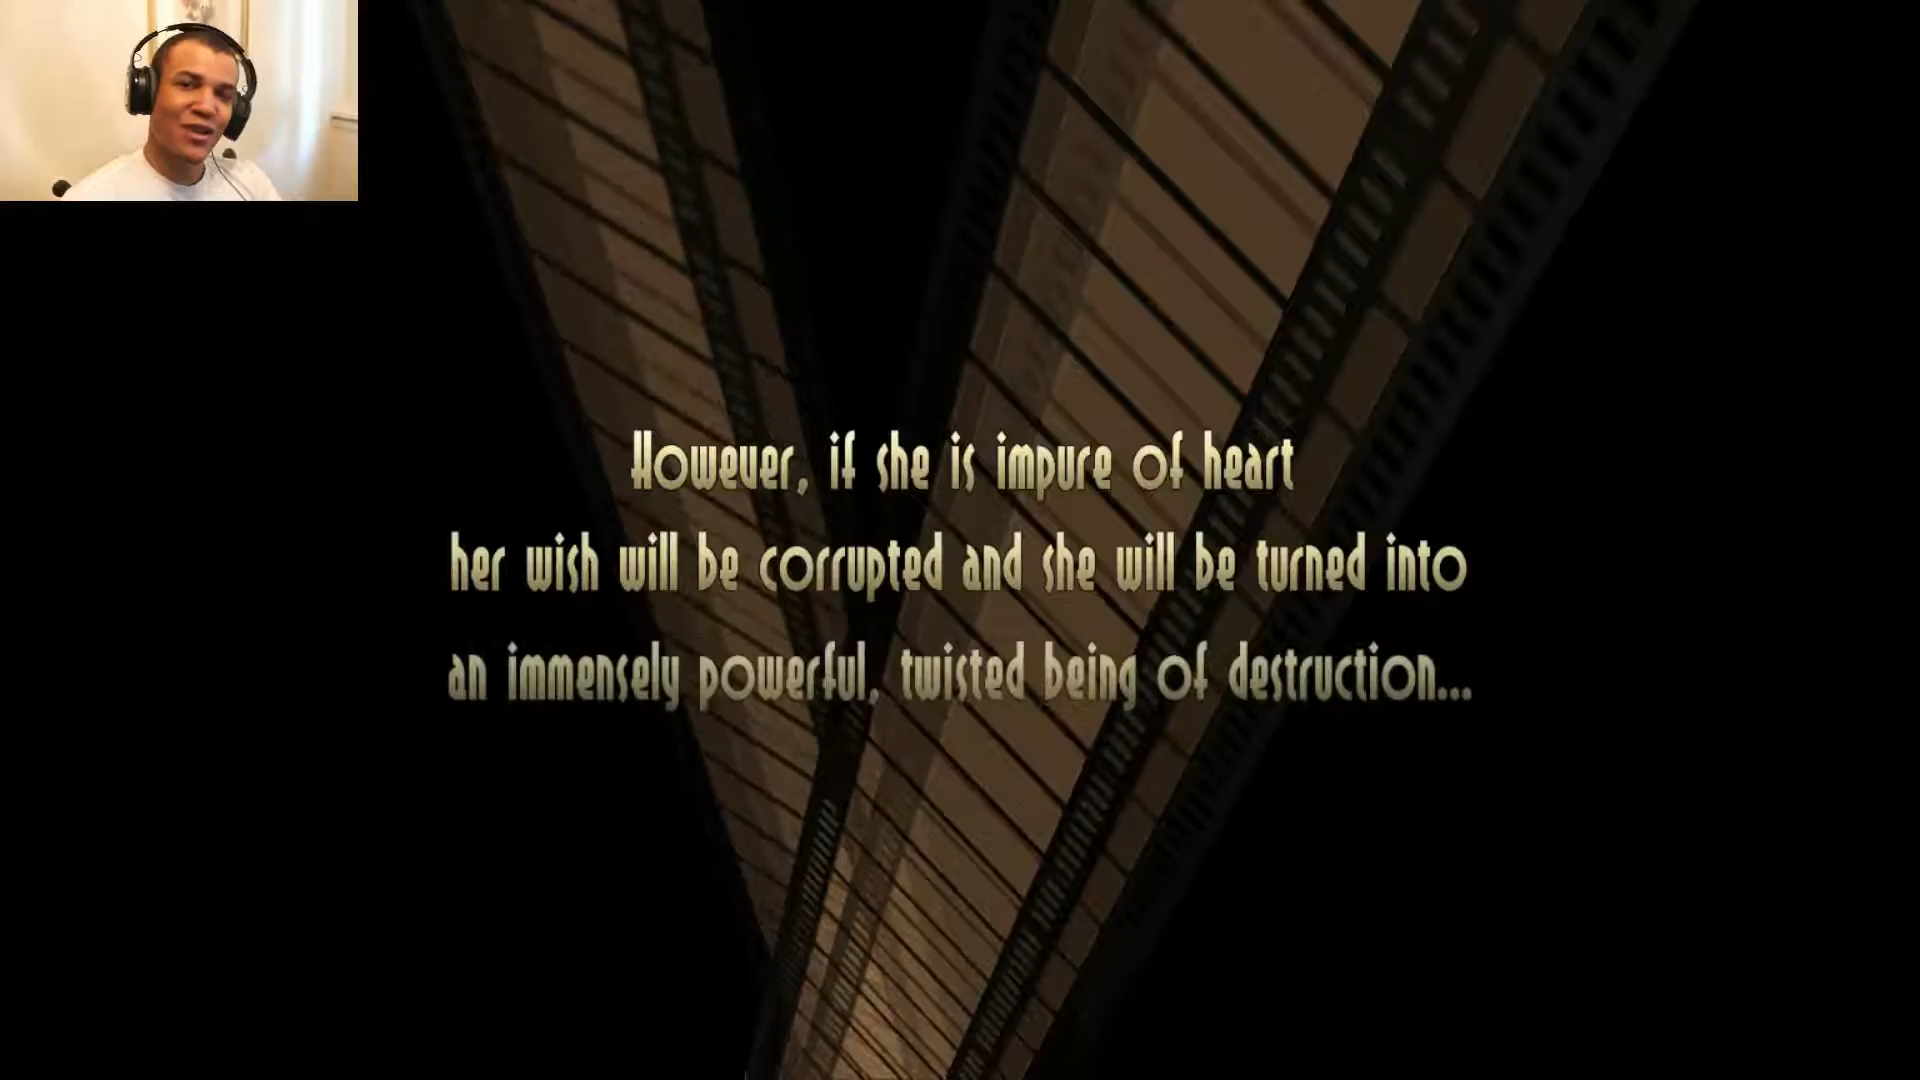 However, if she is impure of heart
her wish will be corrupted and she will be turned into
an immensely powerful, twisted being of destruction...